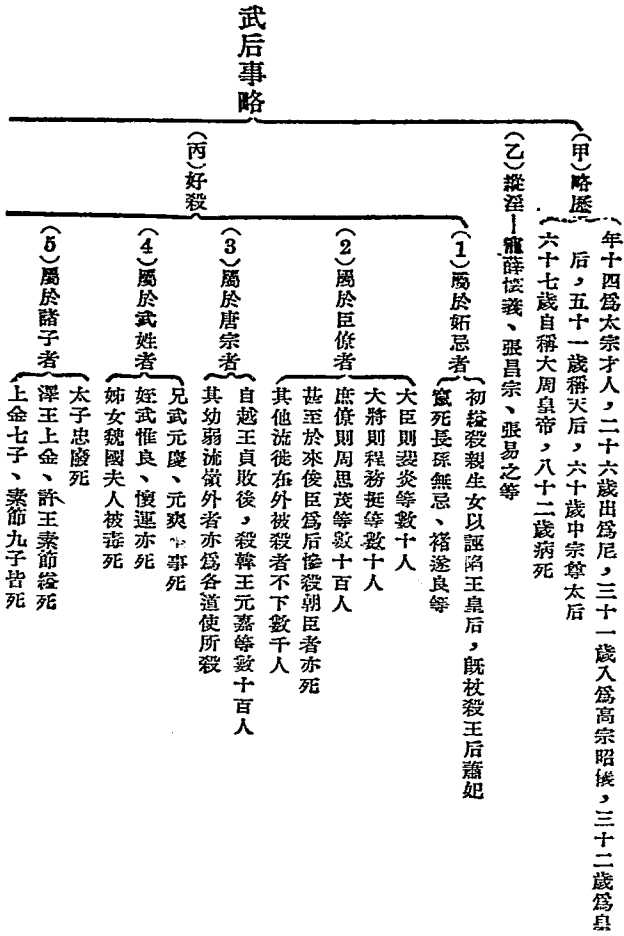 武后事略
(甲)略歷
年十四爲太宗才人，二十六歲出爲尼，三十一歲入爲高宗昭儀，三十二歲爲皇
后，五十一歲稱天后，六十歲中宗尊太后
六十七歲自稱大周皇帝，八十二歲病死
(乙)縱淫—寵薛懷義、張昌宗、張易之等
(丙)好殺
(1)屬於妬忌者
初縊殺親生女以誣陷王皇后，旣杖殺王后蕭妃
竄死長孫無忌、褚遂良等
(2)屬於臣僚者
大臣則裴炎等數十人
大將則程務挺等數十人
庶僚則周思茂等數十百人
甚至於來俊臣爲后慘殺朝臣者亦死
其他流徙在外被殺者不下數千人
(3)屬於唐宗者
自越王貞敗後，殺韓王元嘉等數十百人
其幼弱流嶺外者亦爲各道使所殺
(4)屬於武姓者
兄武元慶、元爽 事死
姪武惟良、懷運亦死
姊女魏國夫人被毒死
(5)屬於諸子者
太子忠廢死
澤王上金、許王素節縊死
上金七子、素節九子皆死